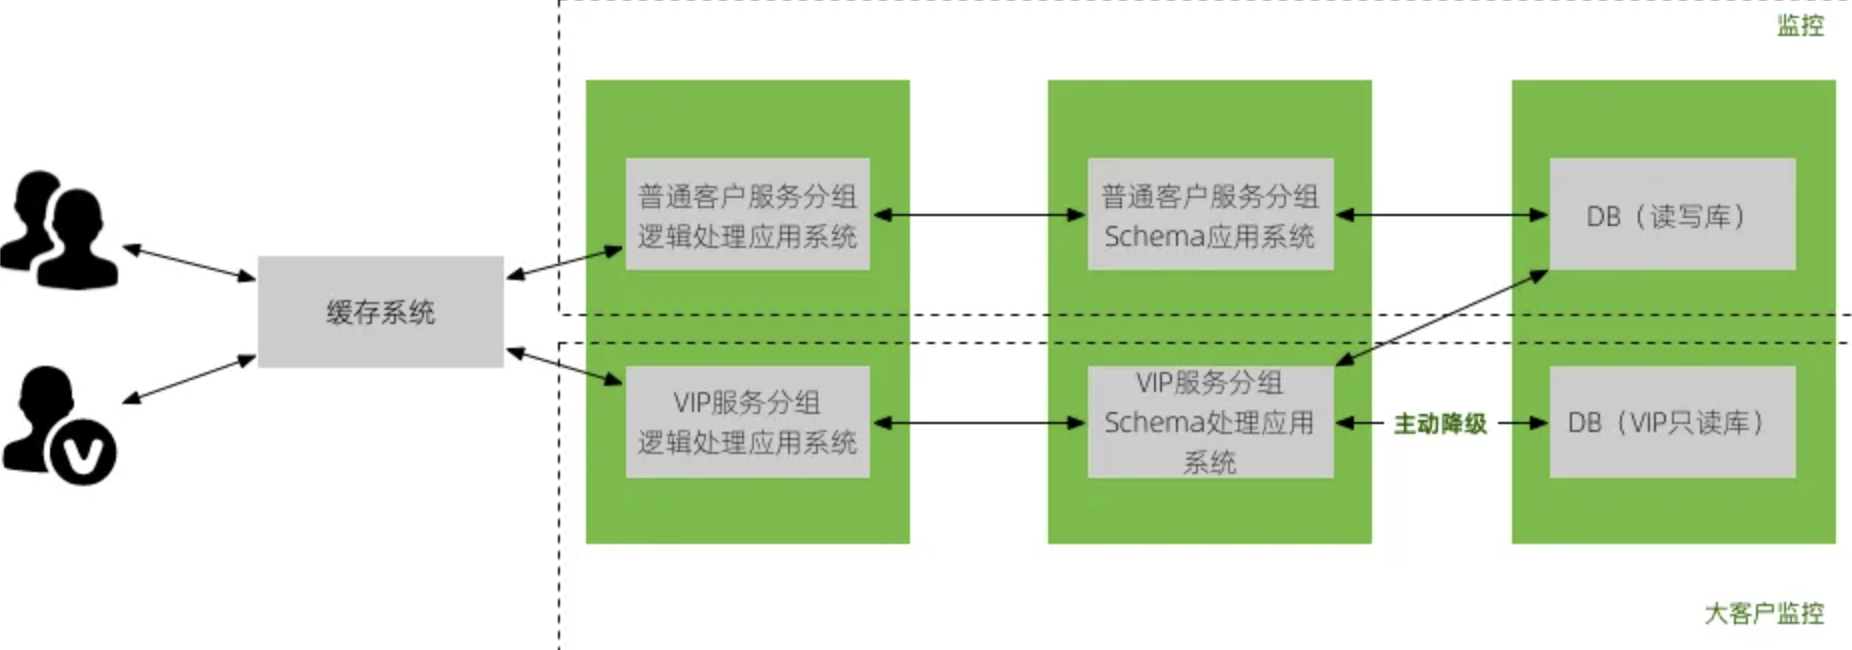 监控
普通客户服务分组
逻辑处理应用系统
普通客户服务分组
Schema应用系统
DB（读写库）
缓存系统
VIP服务分组
逻辑处理应用系统
VIP服务分组
Schema处理应用
系统
主动降级
DB（VIP只读库）
V
大客户监控